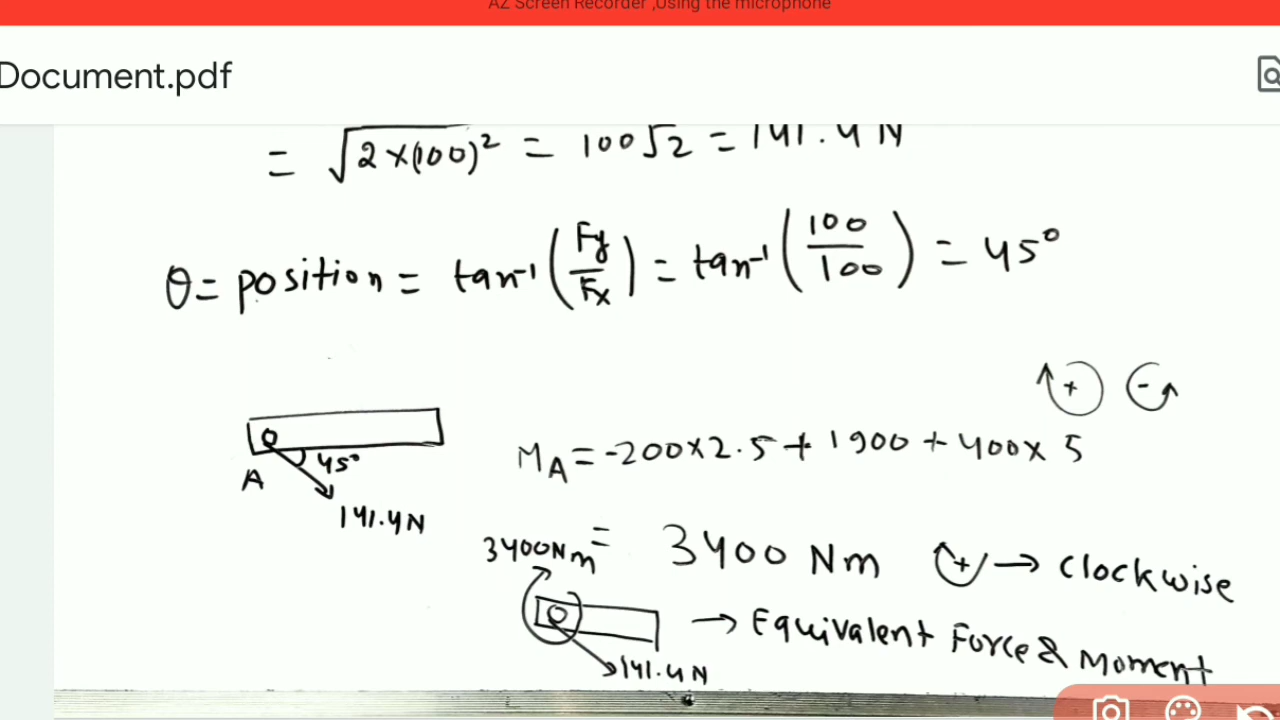 AZ Screen Recorder ,Using the microphone
Document.pdf
= √2×(100)² = 100√2 = 141.4N
θ = position = tan⁻¹ (Fy/Fx) = tan⁻¹ (100/100) = 45°
+ -
MA = -200×2.5 + 1900 + 400×5
45°
A
141.4N
= 3400 Nm + → clockwise
3400Nm
→ Equivalent Force & Moment
141.4N